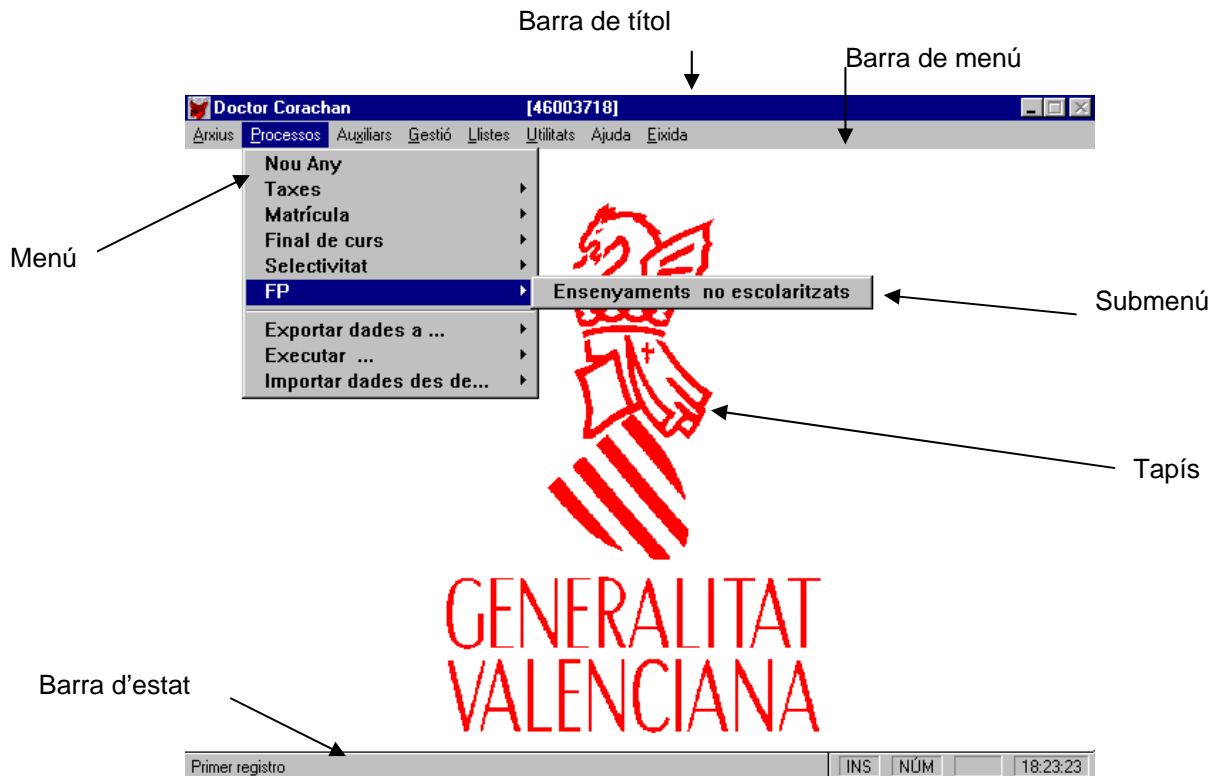 Barra de títol
Barra de menú
Doctor Corachan [46003718]
Arxius Processos Auxiliars Gestió Llistes Utilitats Ajuda Eixida
Nou Any
Taxes
Matrícula
Menú
Final de curs
Selectivitat
FP
Ensenyaments no escolaritzats
Submenú
Exportar dades a ...
Executar ...
Importar dades des de...
Tapís
GENERALITAT
VALENCIANA
Barra d’estat
Primer registro INS NÚM 18:23:23